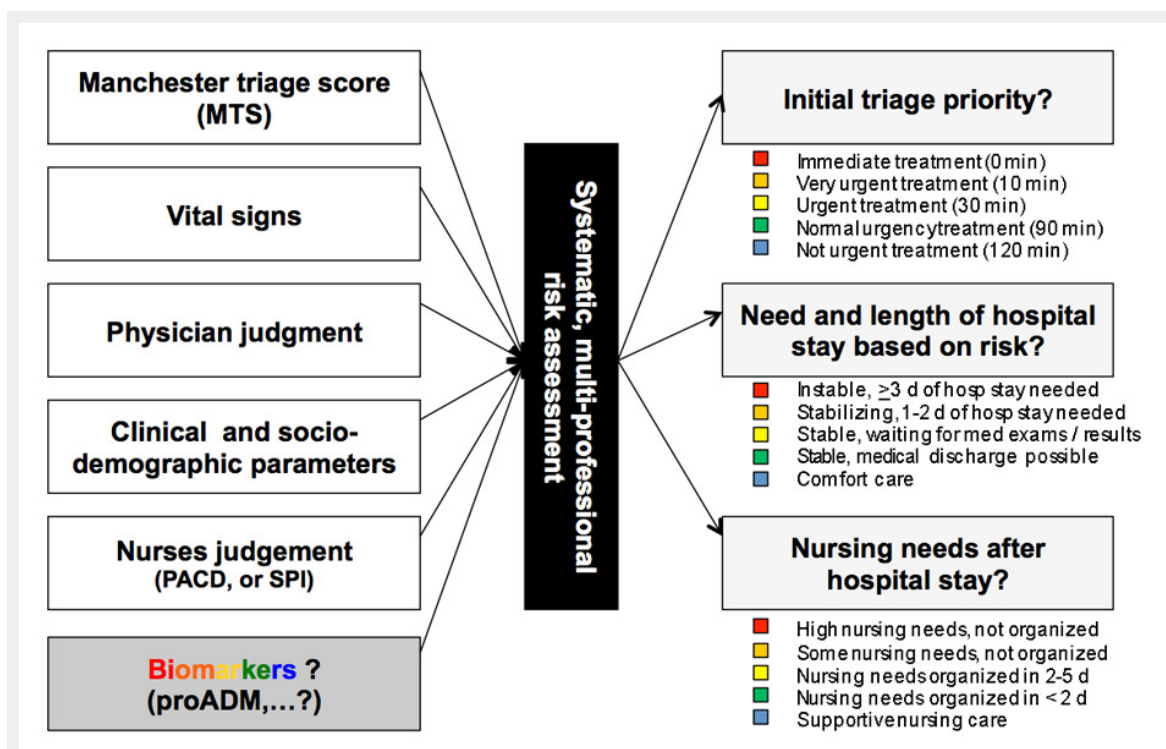 Manchester triage score
(MTS)
Vital signs
Physician judgment
Clinical and socio-
demographic parameters
Nurses judgement
(PACD, or SPI)
Biomarkers ?
(proADM,...?)
Systematic, multi-professional
risk assessment
Initial triage priority?
Immediate treatment (0 min)
Very urgent treatment (10 min)
Urgent treatment (30 min)
Normal urgencytreatment (90 min)
Not urgent treatment (120 min)
Need and length of hospital
stay based on risk?
Instable, ≥3 d of hosp stay needed
Stabilizing, 1-2 d of hosp stay needed
Stable, waiting for med exams / results
Stable, medical discharge possible
Comfort care
Nursing needs after
hospital stay?
High nursing needs, not organized
Some nursing needs, not organized
Nursing needs organized in 2-5 d
Nursing needs organized in < 2 d
Supportive nursing care